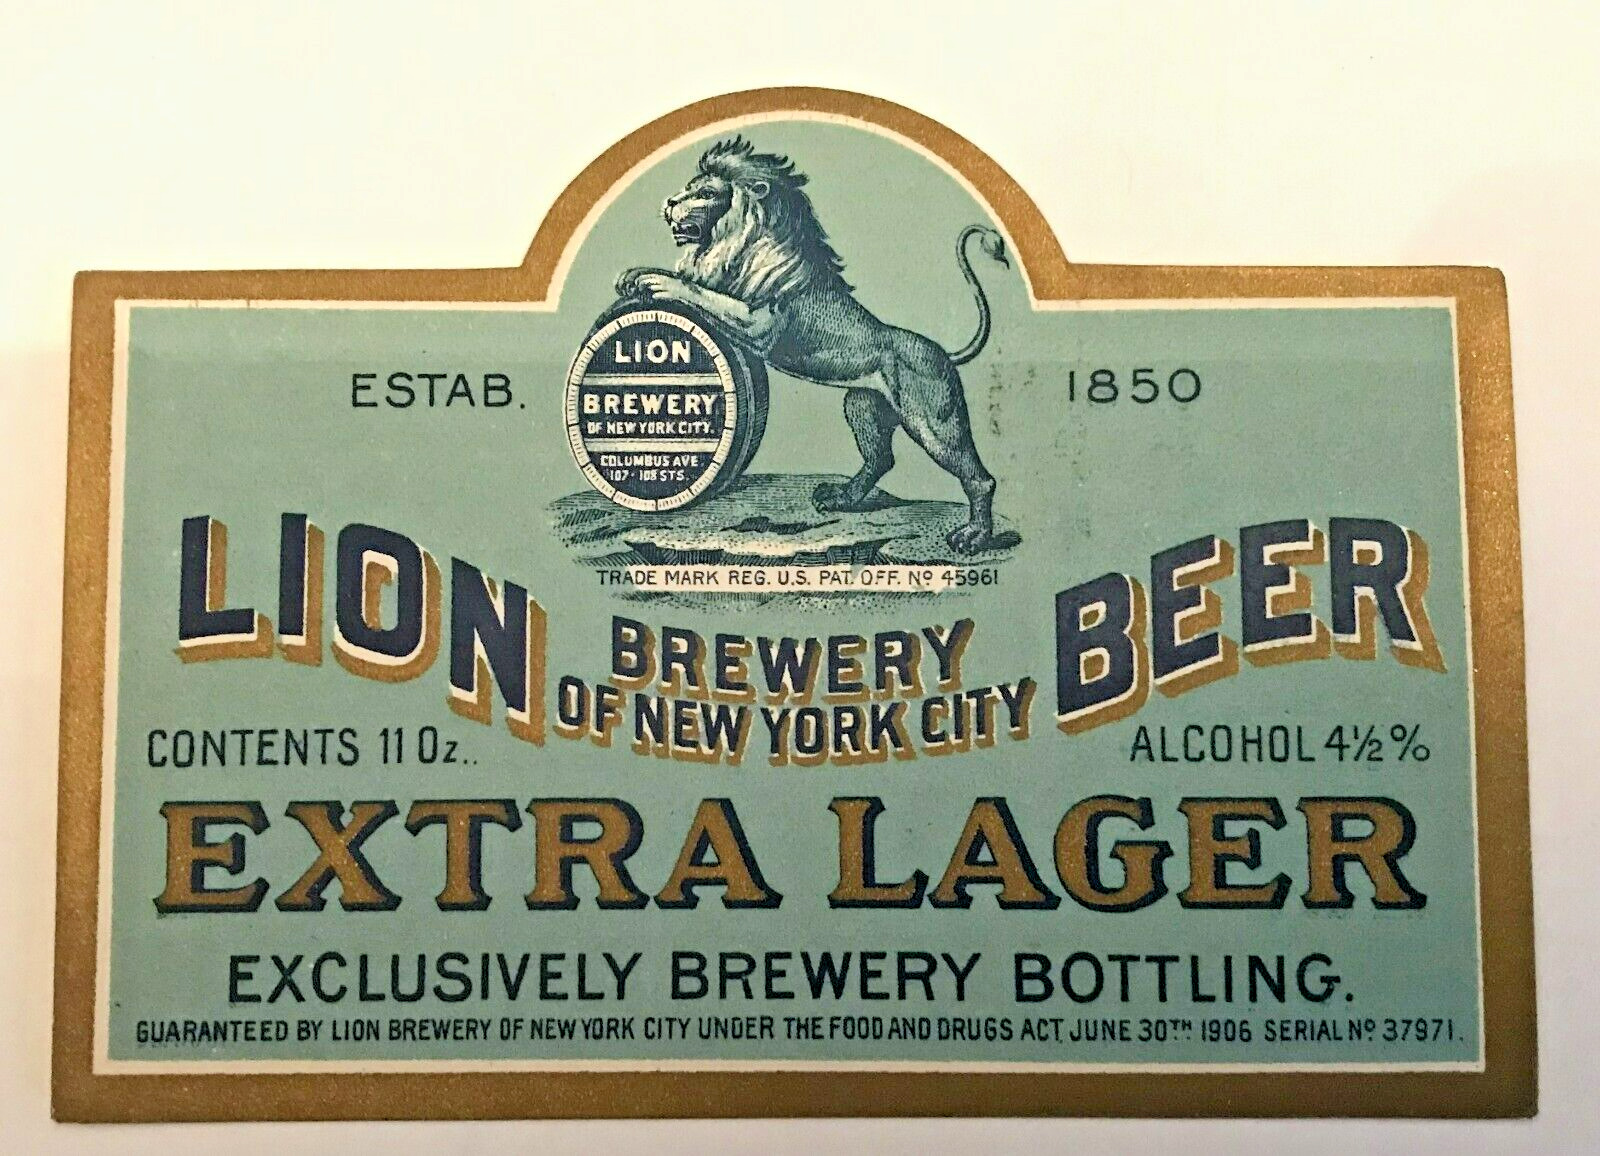 ESTAB. 1850
LION
BREWERY
OF NEW YORK CITY.
COLUMBUS AVE.
107-108 STS.
TRADE MARK REG. U.S. PAT. OFF. Nº 45961
LION BREWERY BEER
OF NEW YORK CITY
CONTENTS 11 Oz.. ALCOHOL 4½%
EXTRA LAGER
EXCLUSIVELY BREWERY BOTTLING.
GUARANTEED BY LION BREWERY OF NEW YORK CITY UNDER THE FOOD AND DRUGS ACT, JUNE 30TH 1906 SERIAL Nº 37971.